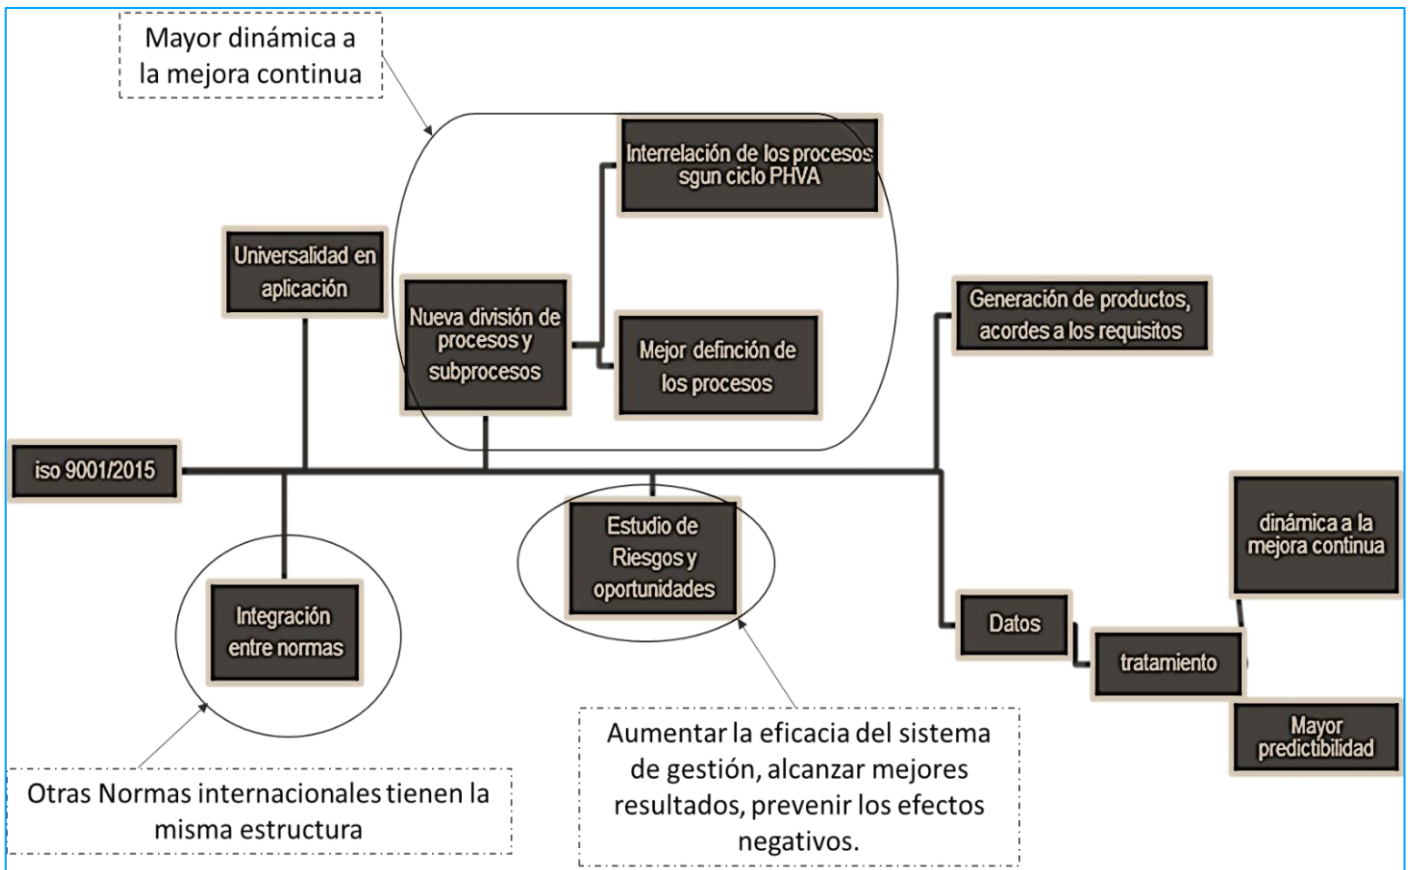 Mayor dinámica a
la mejora continua
Interrelación de los procesos
sgun ciclo PHVA
Universalidad en
aplicación
Nueva división de
procesos y
subprocesos
Mejor definción de
los procesos
Generación de productos,
acordes a los requisitos
iso 9001/2015
Estudio de
Riesgos y
oportunidades
Integración
entre normas
dinámica a la
mejora continua
Datos
tratamiento
Mayor
predictibilidad
Otras Normas internacionales tienen la
misma estructura
Aumentar la eficacia del sistema
de gestión, alcanzar mejores
resultados, prevenir los efectos
negativos.